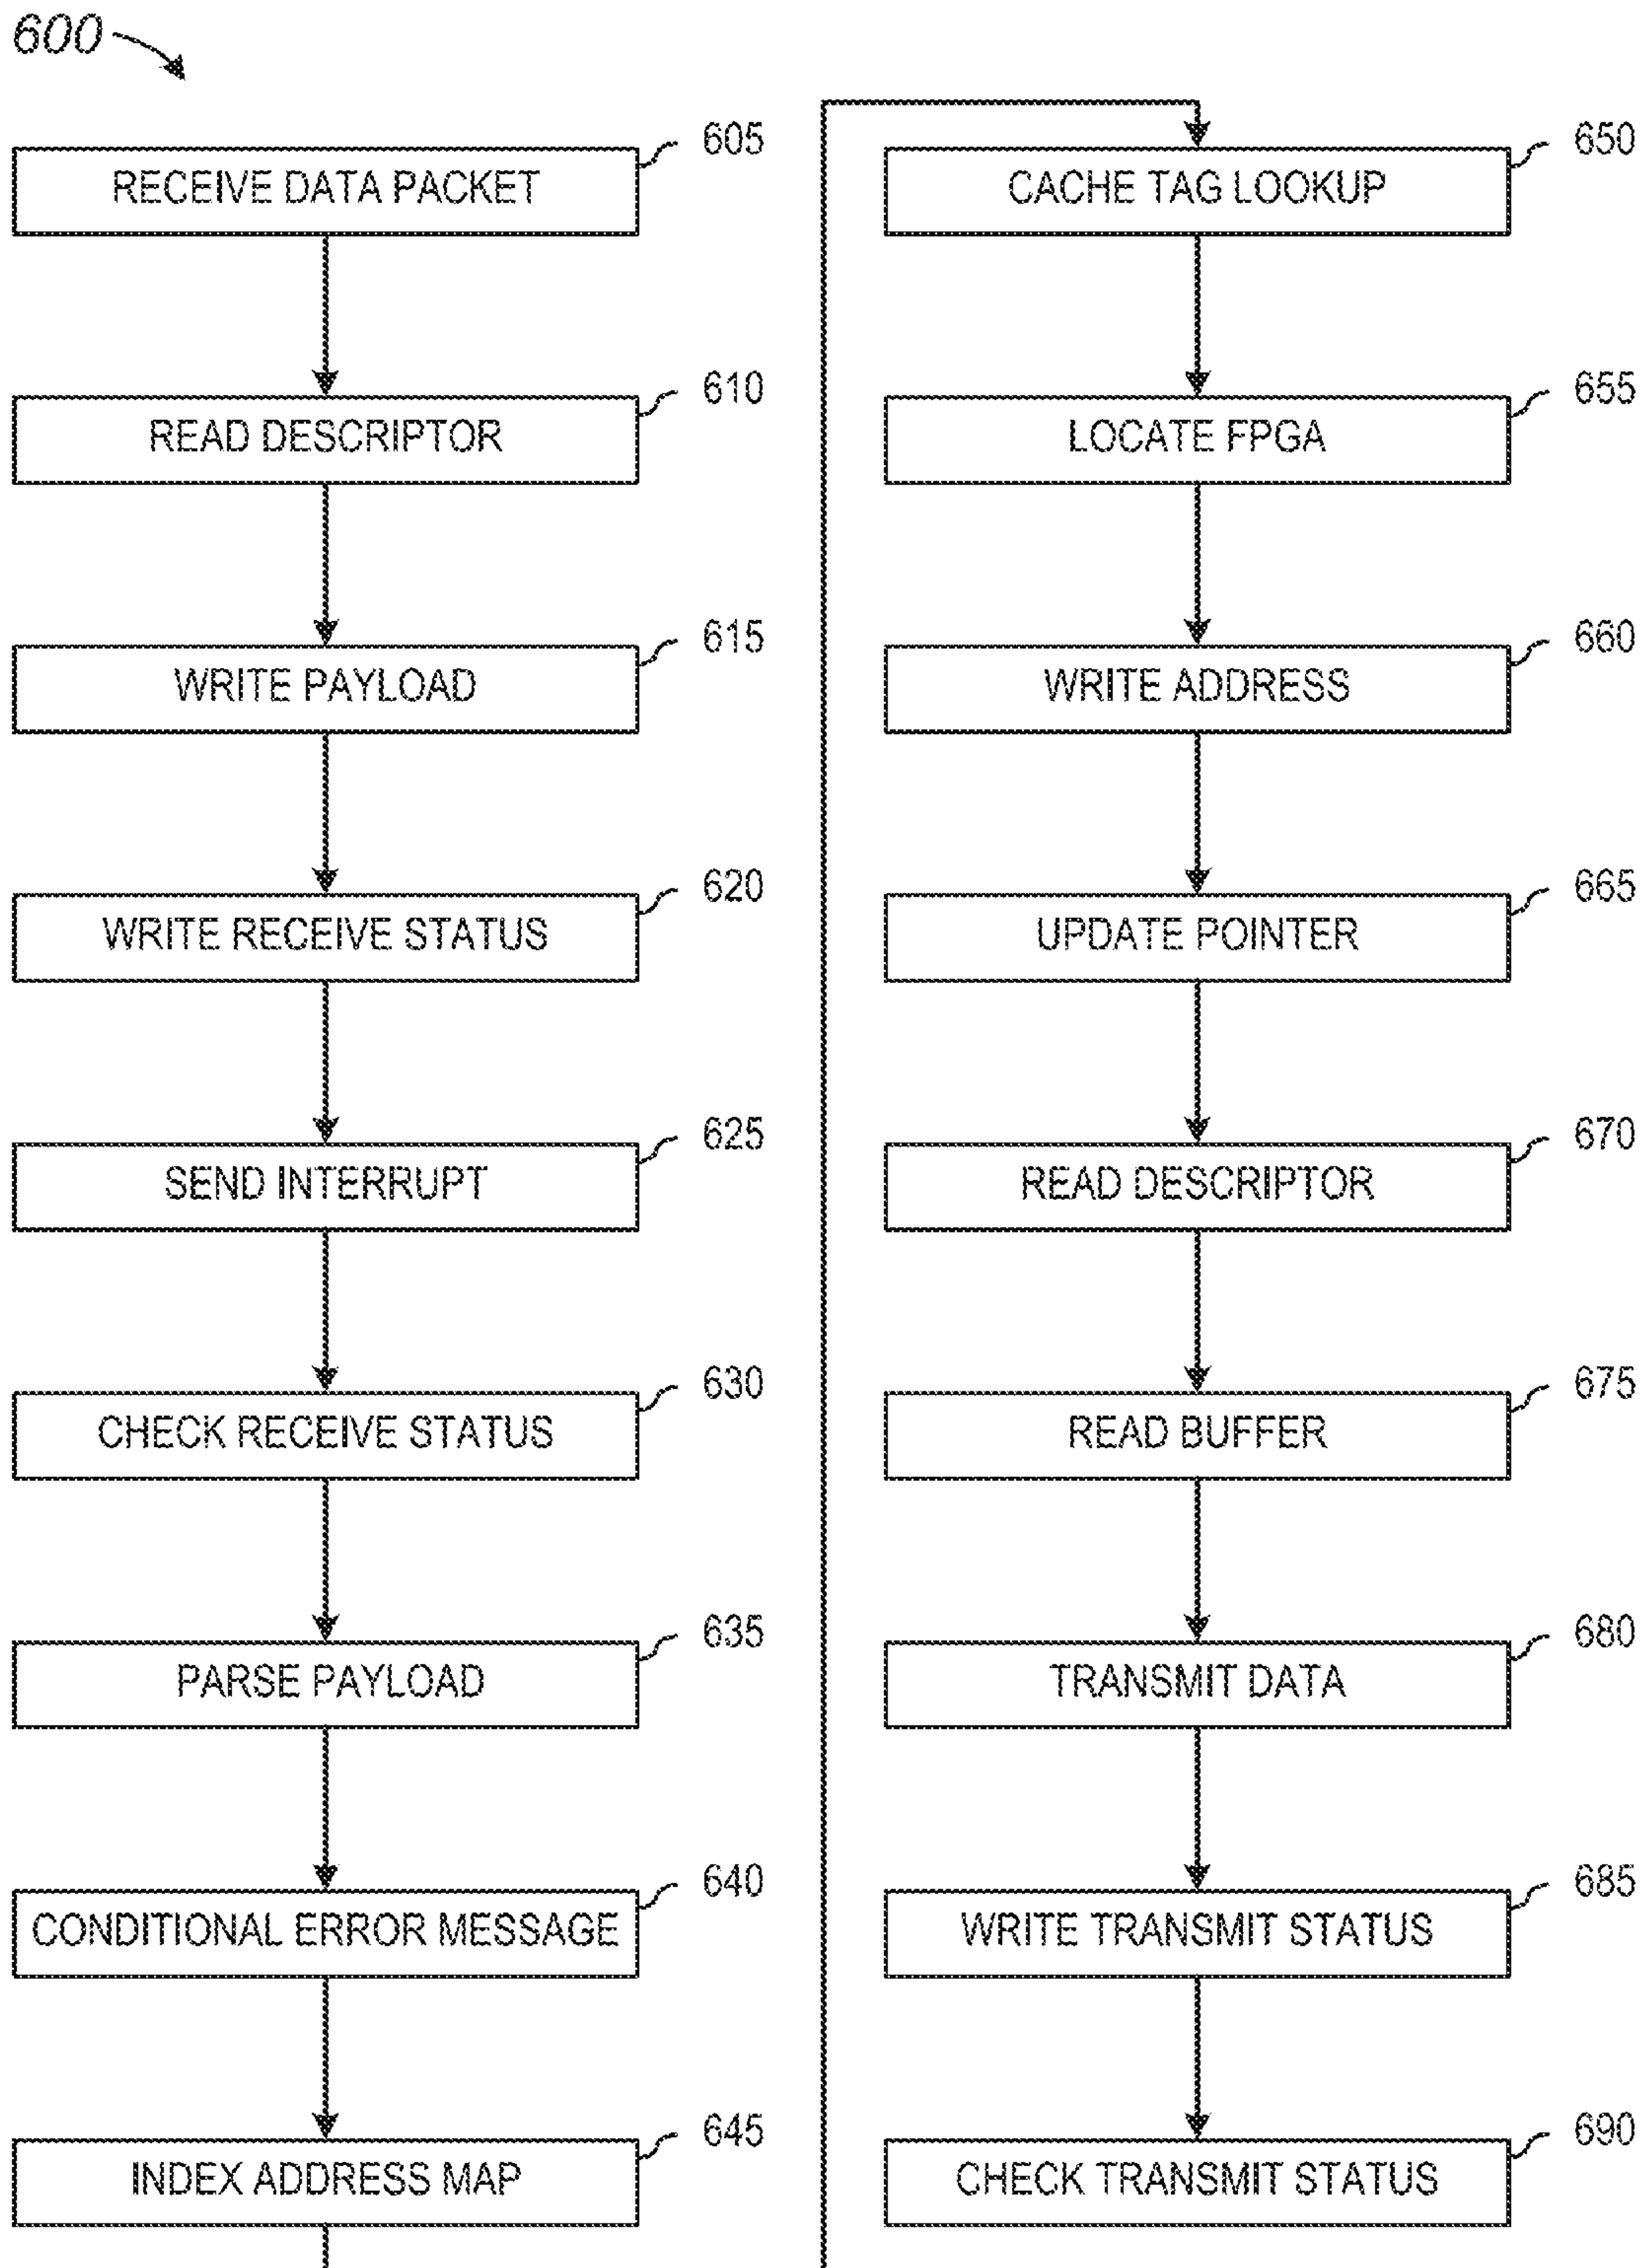 600
605
RECEIVE DATA PACKET
610
READ DESCRIPTOR
615
WRITE PAYLOAD
620
WRITE RECEIVE STATUS
625
SEND INTERRUPT
630
CHECK RECEIVE STATUS
635
PARSE PAYLOAD
640
CONDITIONAL ERROR MESSAGE
645
INDEX ADDRESS MAP
650
CACHE TAG LOOKUP
655
LOCATE FPGA
660
WRITE ADDRESS
665
UPDATE POINTER
670
READ DESCRIPTOR
675
READ BUFFER
680
TRANSMIT DATA
685
WRITE TRANSMIT STATUS
690
CHECK TRANSMIT STATUS